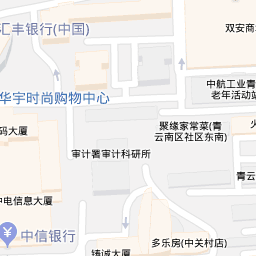 汇丰银行(中国)
双安商
华宇时尚购物中心
中航工业青
老年活动站
码大厦
聚缘家常菜(青
云南区社区东南)
火
审计署审计科研所
青云
中电信息大厦
¥中信银行
铸诚大厦
多乐房(中关村店)